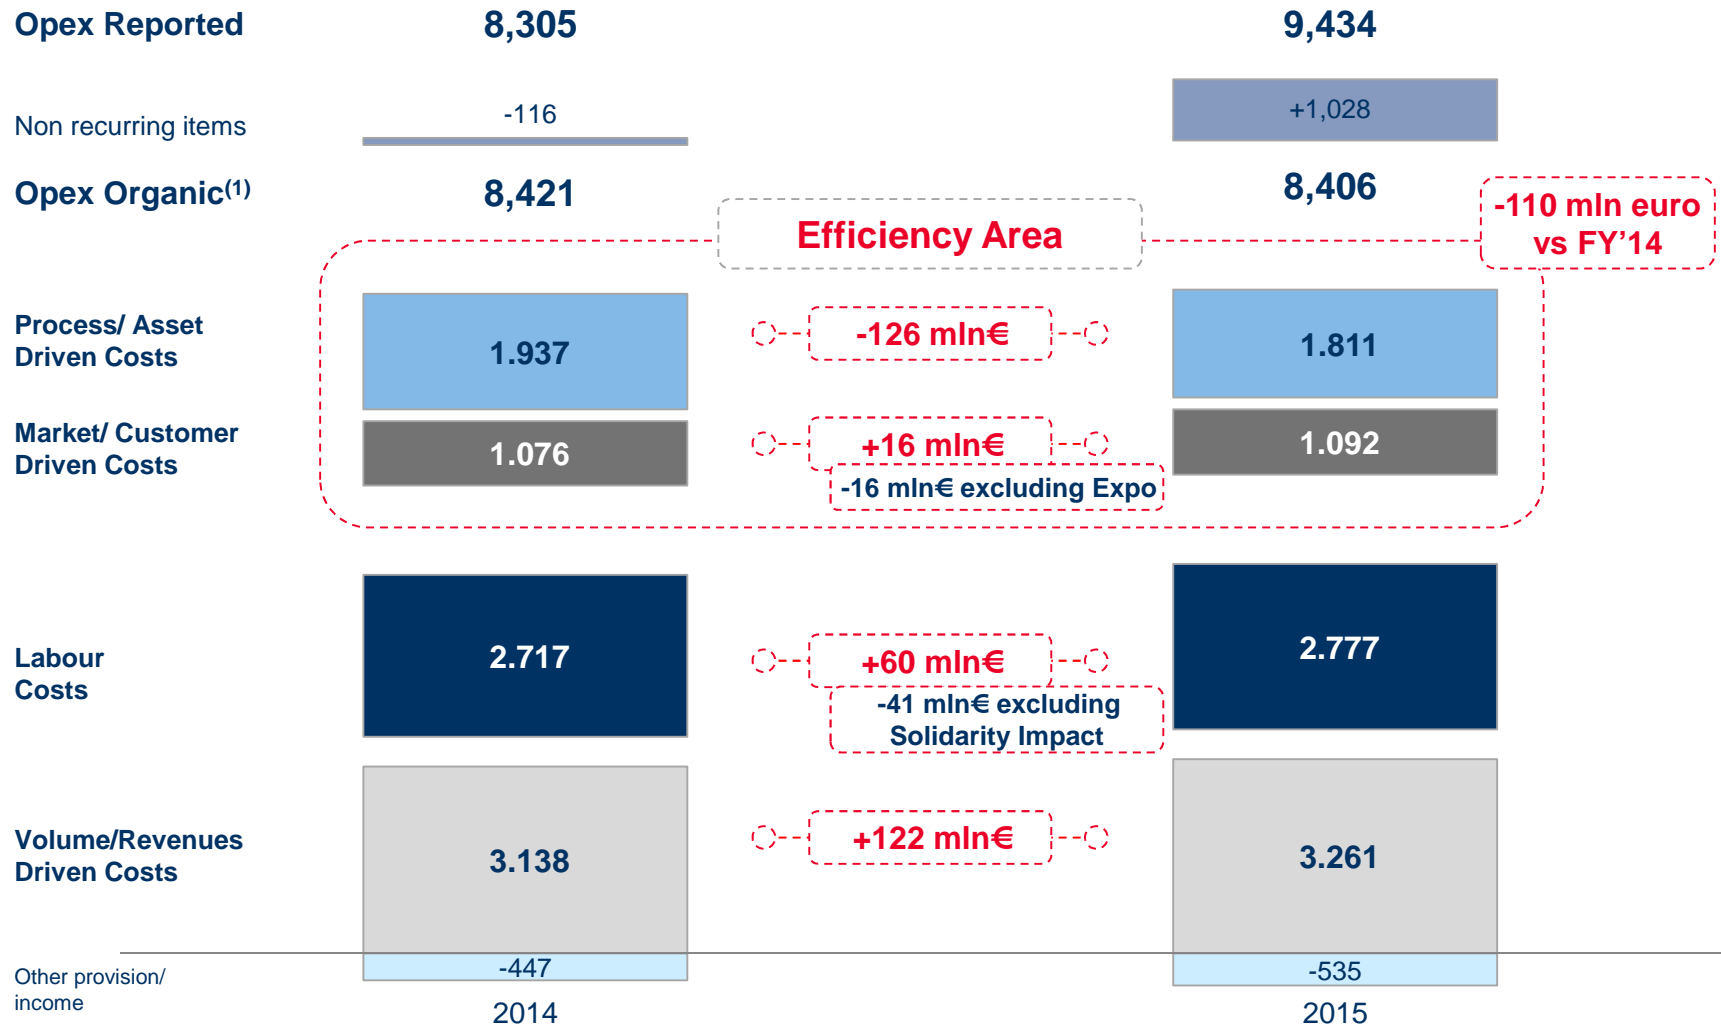 Opex Reported 8,305 9,434
Non recurring items -116 +1,028
Opex Organic(1) 8,421 8,406
-110 mln euro
vs FY'14
Efficiency Area
Process/ Asset
Driven Costs
1.937 -126 mln€ 1.811
Market/ Customer
Driven Costs
1.076 +16 mln€ 1.092
-16 mln€ excluding Expo
Labour
Costs
2.717 +60 mln€ 2.777
-41 mln€ excluding
Solidarity Impact
Volume/Revenues
Driven Costs
3.138 +122 mln€ 3.261
Other provision/
income
-447 -535
2014 2015